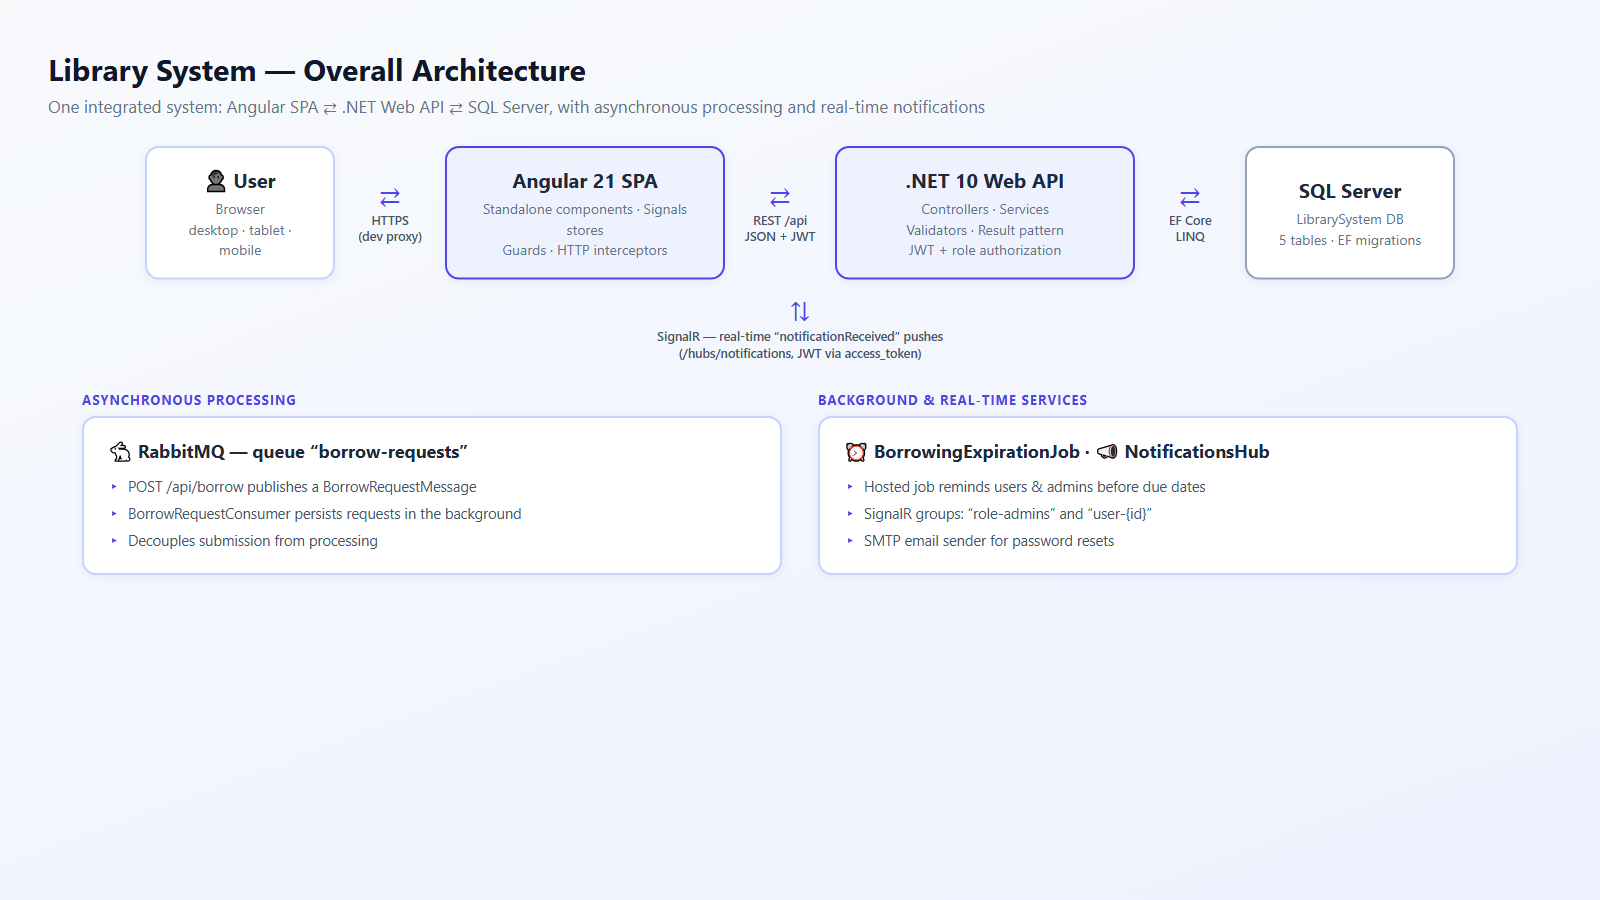 Library System — Overall Architecture
One integrated system: Angular SPA ⇄ .NET Web API ⇄ SQL Server, with asynchronous processing and real-time notifications
User
Browser
desktop · tablet ·
mobile
⇄
HTTPS
(dev proxy)
Angular 21 SPA
Standalone components · Signals
stores
Guards · HTTP interceptors
⇄
REST /api
JSON + JWT
.NET 10 Web API
Controllers · Services
Validators · Result pattern
JWT + role authorization
⇄
EF Core
LINQ
SQL Server
LibrarySystem DB
5 tables · EF migrations
⇅
SignalR — real-time “notificationReceived” pushes
(/hubs/notifications, JWT via access_token)
ASYNCHRONOUS PROCESSING
RabbitMQ — queue “borrow-requests”
‣ POST /api/borrow publishes a BorrowRequestMessage
‣ BorrowRequestConsumer persists requests in the background
‣ Decouples submission from processing
BACKGROUND & REAL-TIME SERVICES
BorrowingExpirationJob · NotificationsHub
‣ Hosted job reminds users & admins before due dates
‣ SignalR groups: “role-admins” and “user-{id}”
‣ SMTP email sender for password resets